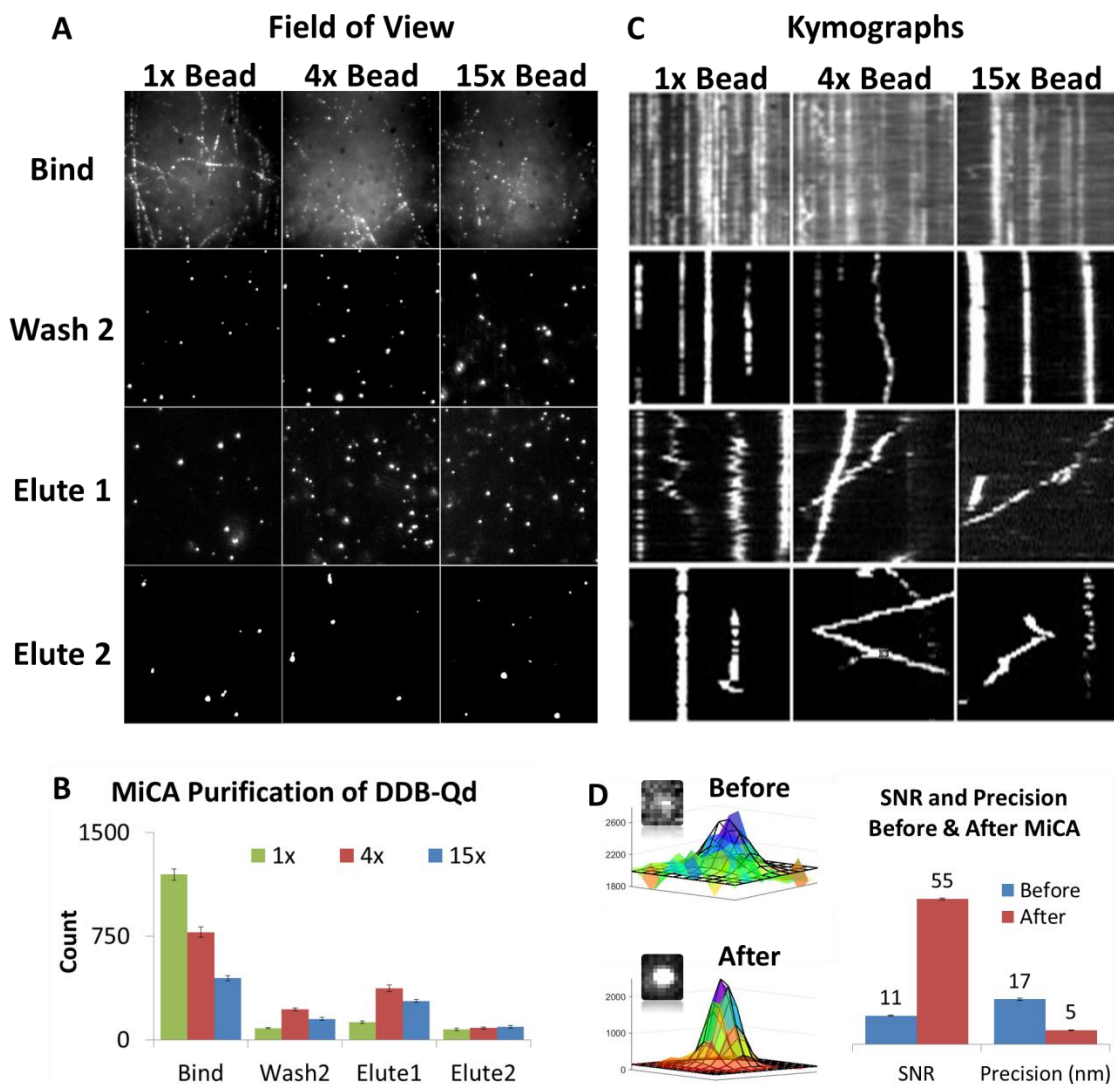 A
Field of View
1x Bead 4x Bead 15x Bead
Bind
Wash 2
Elute 1
Elute 2
C
Kymographs
1x Bead 4x Bead 15x Bead
B
MiCA Purification of DDB-Qd
1x 4x 15x
1500
750
0
Count
Bind Wash2 Elute1 Elute2
D
Before
2600
2200
1800
After
2000
1000
0
SNR and Precision
Before & After MiCA
Before
After
11 55 17 5
SNR Precision (nm)